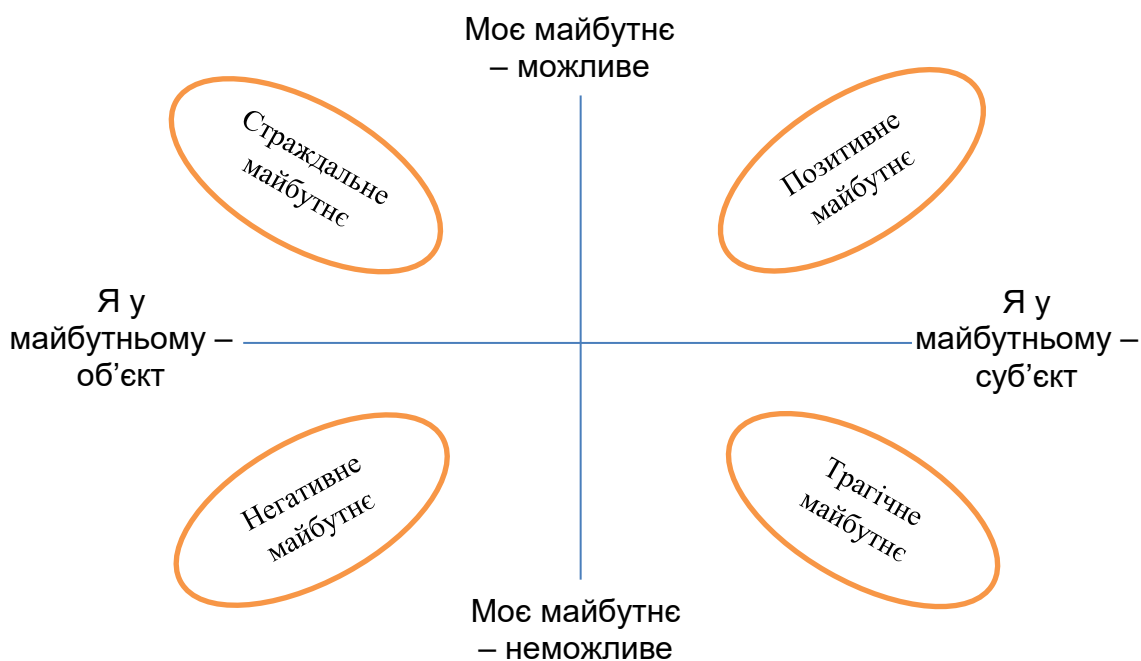 Моє майбутнє
– можливе
Страждальне
майбутнє
Позитивне
майбутнє
Я у
майбутньому –
об’єкт
Я у
майбутньому –
суб’єкт
Негативне
майбутнє
Трагічне
майбутнє
Моє майбутнє
– неможливе